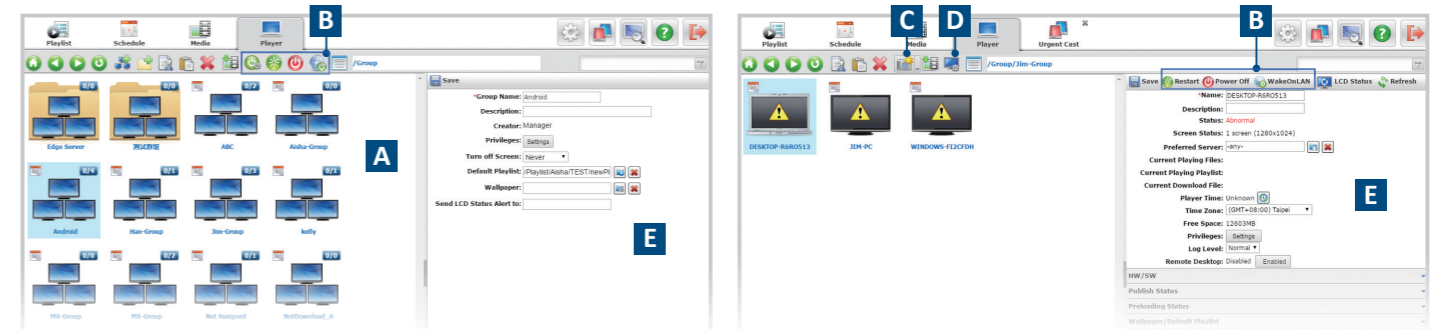 B
Playlist Schedule Media Player
/Group
0/0 0/0 0/2 0/0
Edge Server 測試群組 ABC Aisha-Group
0/4 0/1 0/3 0/1
Android Han-Group Jim-Group kelly
0/0 0/2 0/1 0/0
MA-Group MS-Group Not Assigned NotDownload_A
A
Save
*Group Name: Android
Description:
Creator: Manager
Privileges: Settings
Turn off Screen: Never
Default Playlist: /Playlist/Aisha/TEST/newPl
Wallpaper:
Send LCD Status Alert to:
E
C D B
Playlist Schedule Media Player Urgent Cast
/Group/Jim-Group
DESKTOP-R6RO513 JIM-PC WINDOWS-FI2CFDH
Save Restart Power Off WakeOnLAN LCD Status Refresh
*Name: DESKTOP-R6RO513
Description:
Status: Abnormal
Screen Status: 1 screen (1280x1024)
Preferred Server: -any-
Current Playing Files:
Current Playing Playlist:
Current Download File:
Player Time: Unknown
Time Zone: (GMT+08:00) Taipei
Free Space: 12603MB
Privileges: Settings
Log Level: Normal
Remote Desktop: Disabled Enabled
E
HW/SW
Publish Status
Preloading Status
Wallpaper/Default Playlist